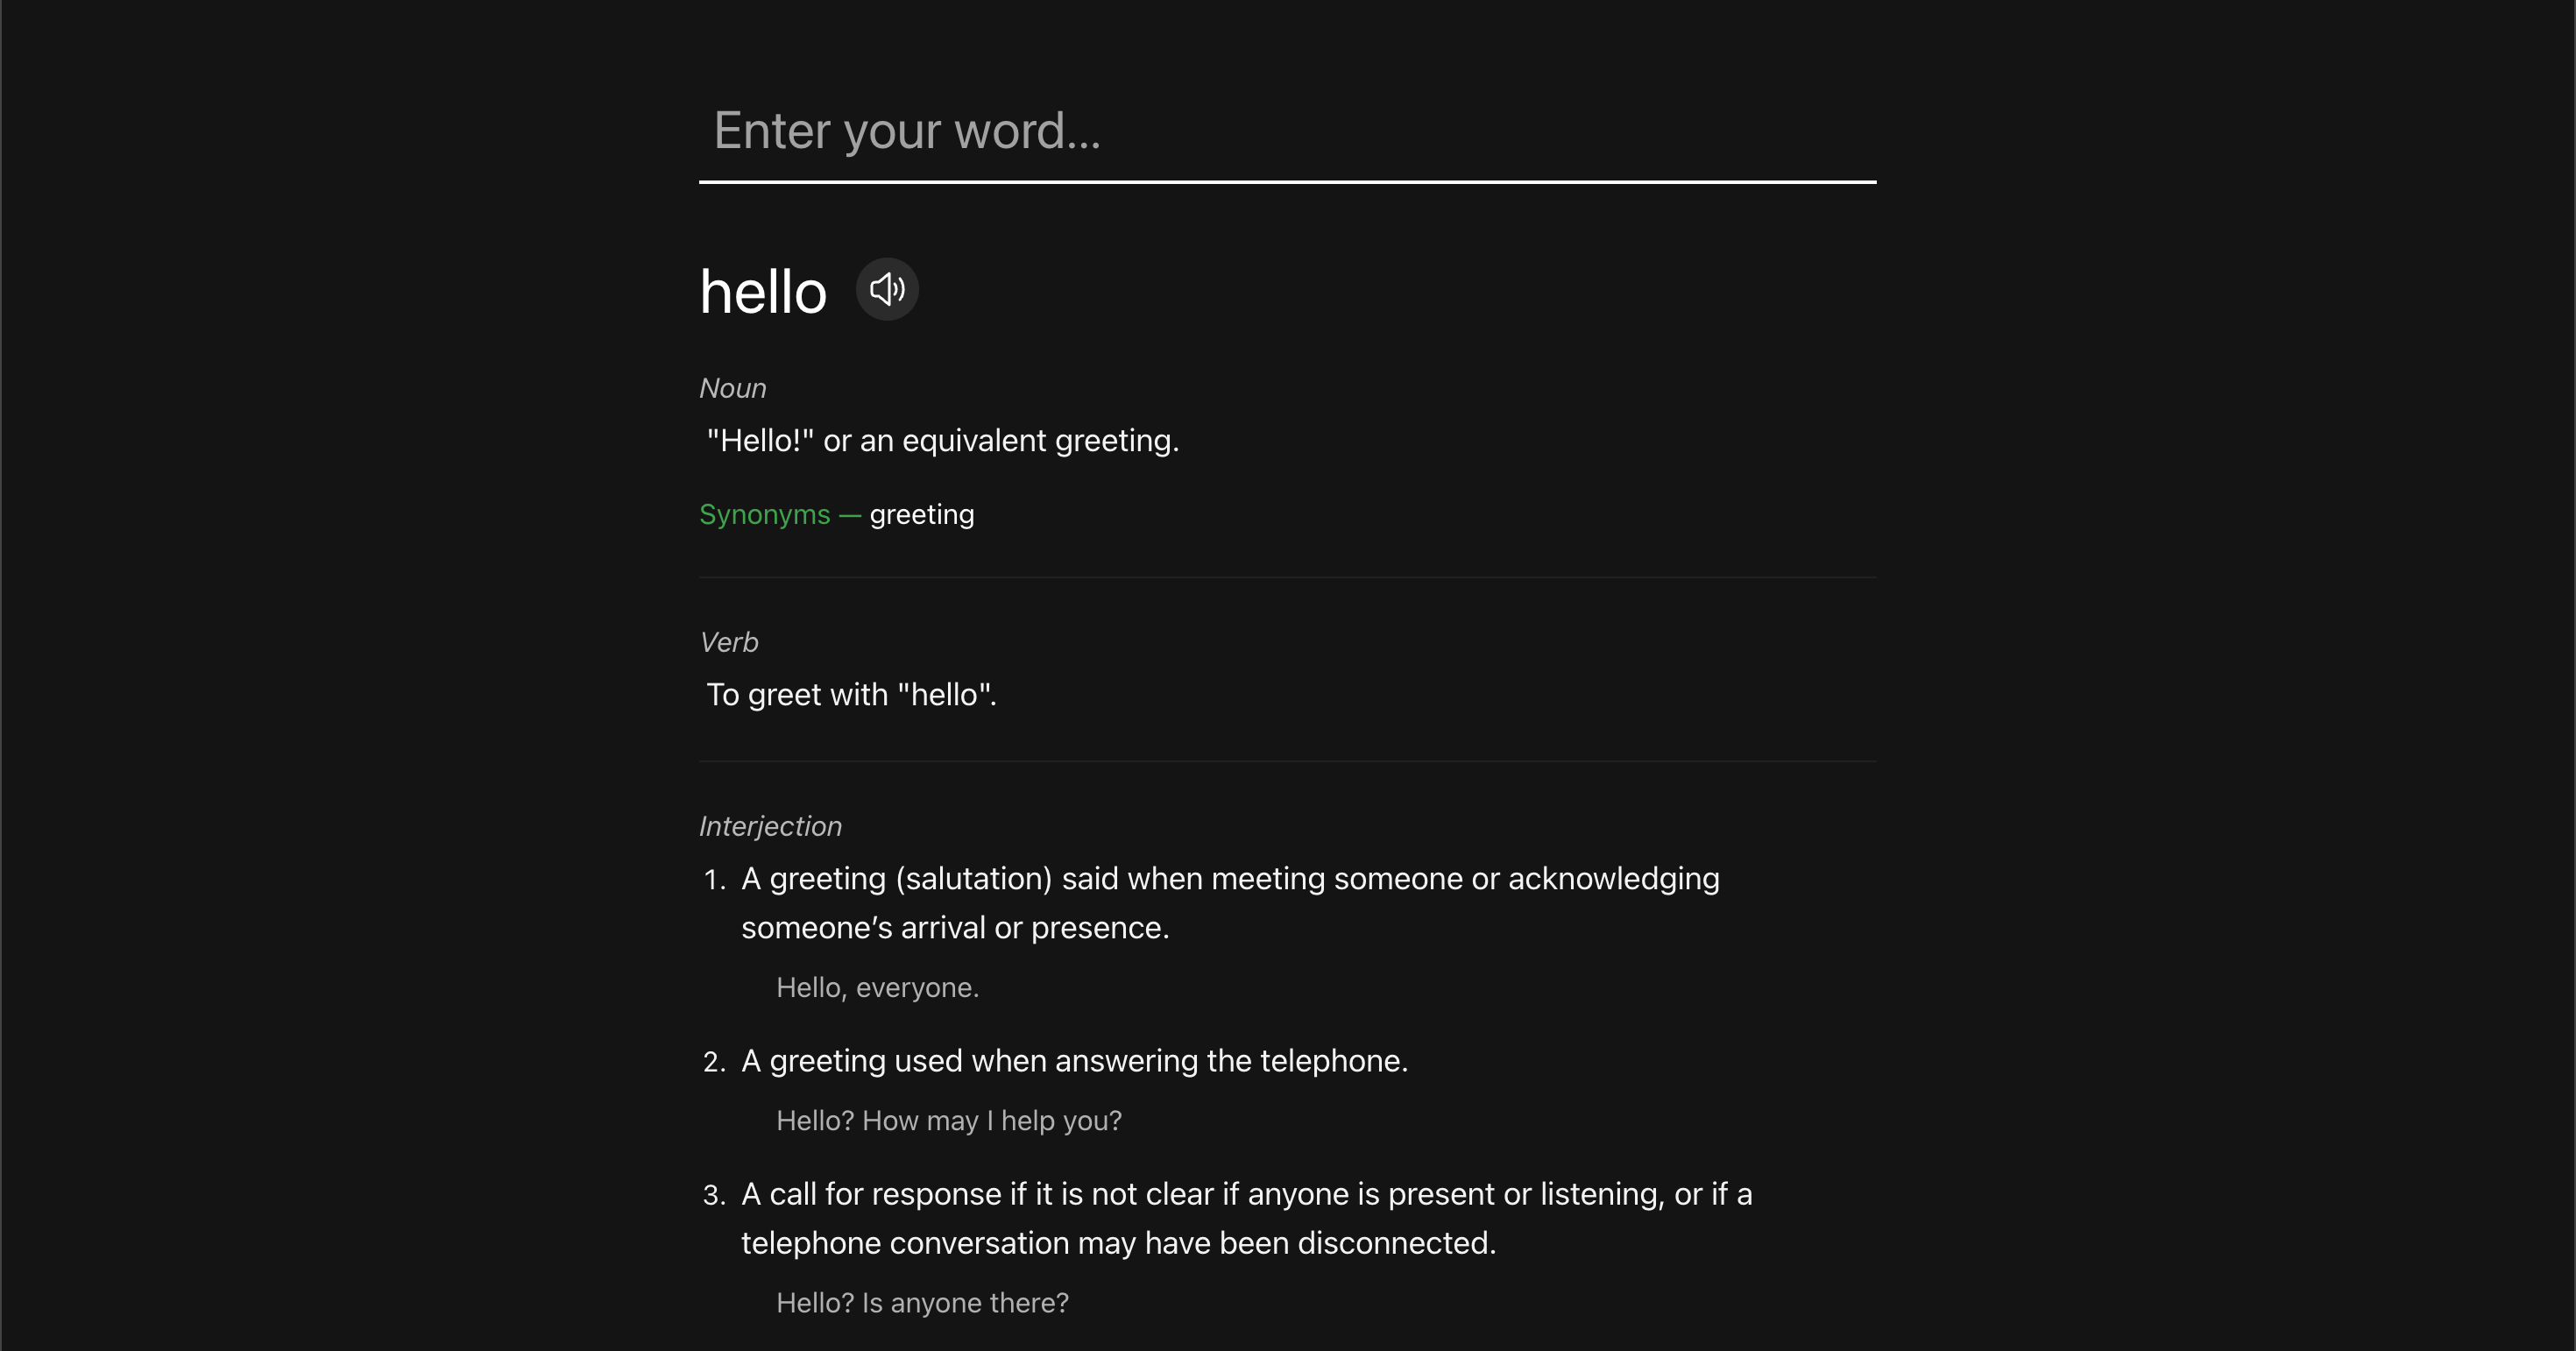 Enter your word...
hello
Noun
"Hello!" or an equivalent greeting.
Synonyms — greeting
Verb
To greet with "hello".
Interjection
1. A greeting (salutation) said when meeting someone or acknowledging
someone’s arrival or presence.
Hello, everyone.
2. A greeting used when answering the telephone.
Hello? How may I help you?
3. A call for response if it is not clear if anyone is present or listening, or if a
telephone conversation may have been disconnected.
Hello? Is anyone there?